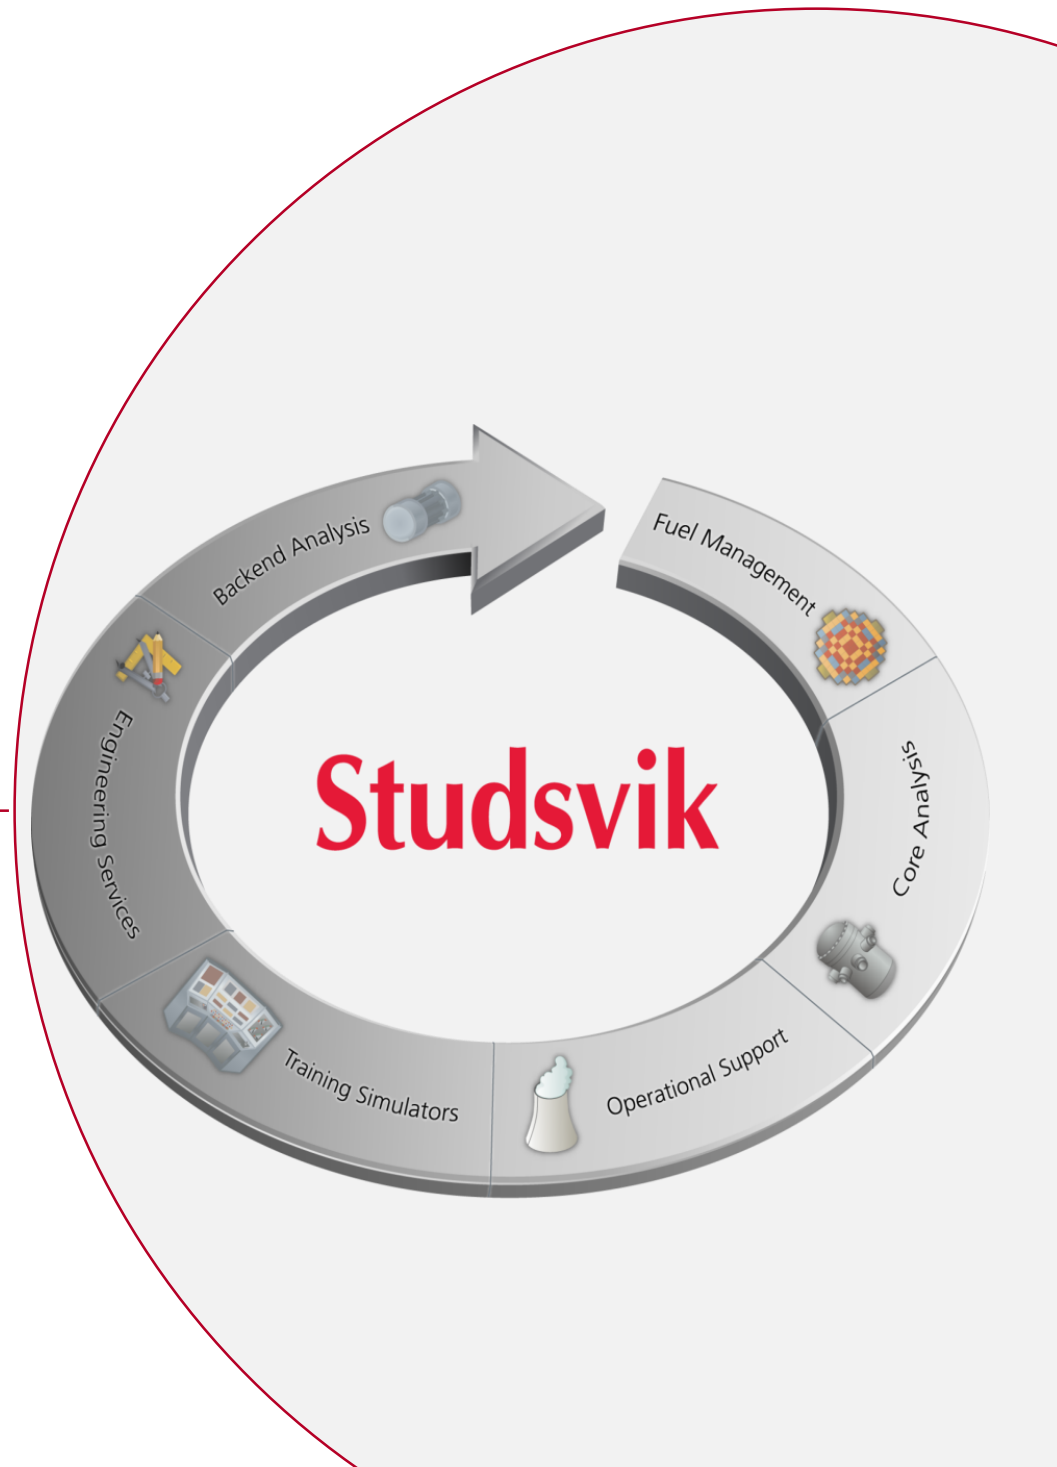 Fuel Management
Core Analysis
Operational Support
Training Simulators
Engineering Services
Backend Analysis
Studsvik